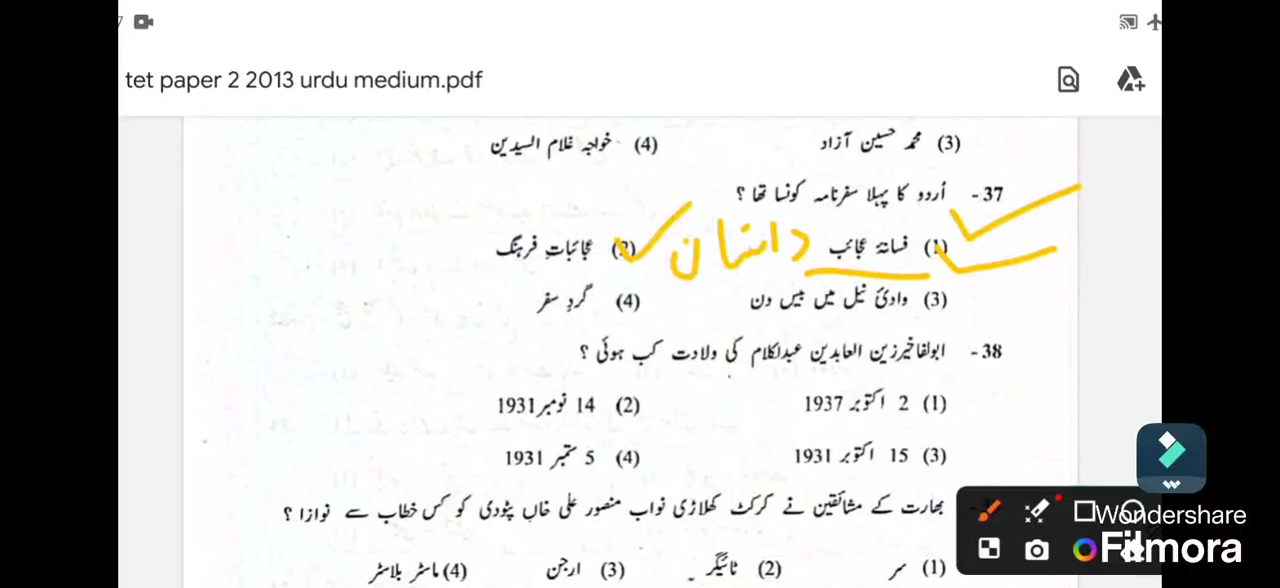 7
tet paper 2 2013 urdu medium.pdf
(3) محمد حسین آزاد (4) خواجہ غلام السیدین
37- اُردو کا پہلا سفرنامہ کونسا تھا ؟
(1) فسانۂ عجائب داستان (2) عجائباتِ فرہنگ
(3) وادیٔ نیل میں بیس دن (4) گردِ سفر
38- ابولفاخیرزین العابدین عبدلکلام کی ولادت کب ہوئی ؟
(1) 2 اکتوبر 1937 (2) 14 نومبر 1931
(3) 15 اکتوبر 1931 (4) 5 ستمبر 1931
بھارت کے مشائقین نے کرکٹ کھلاڑی نواب منصور علی خاں پٹودی کو کس خطاب سے نوازا ؟
(1) سر (2) ٹائیگر (3) ارجن (4) ماسٹر بلاسٹر
Wondershare
Filmora